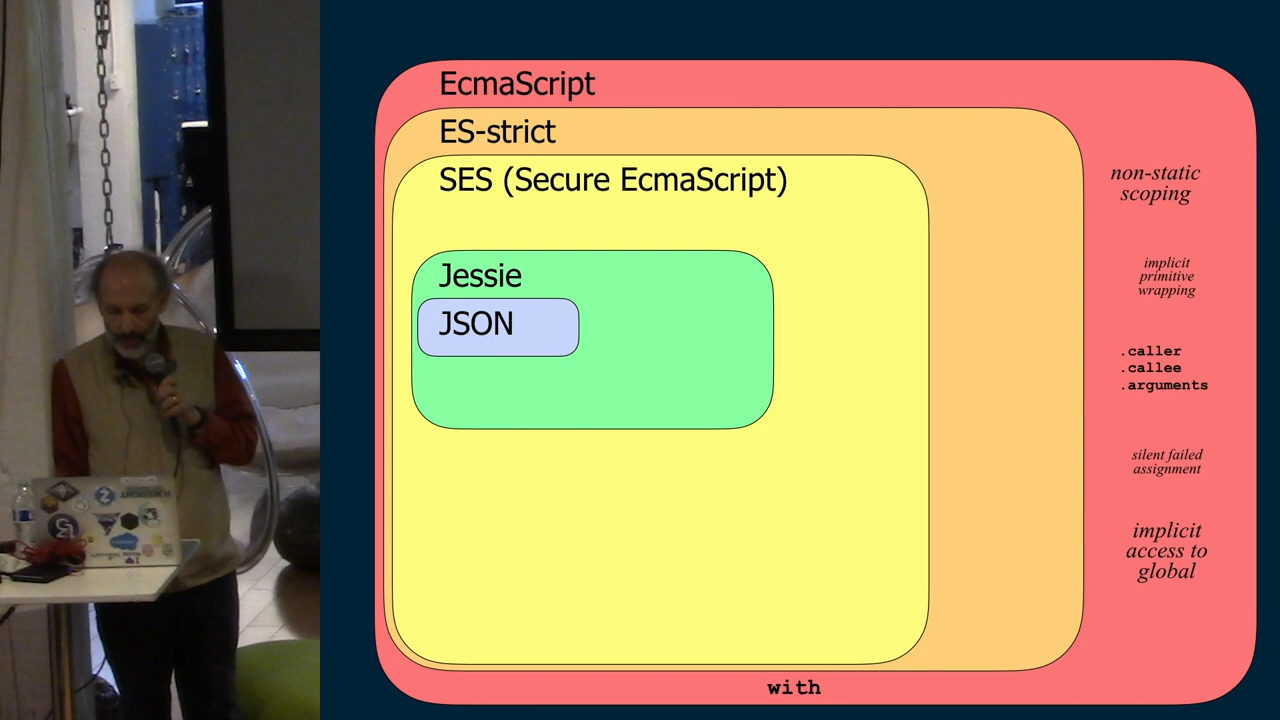 EcmaScript
ES-strict
SES (Secure EcmaScript)
Jessie
JSON
non-static
scoping
implicit
primitive
wrapping
.caller
.callee
.arguments
silent failed
assignment
implicit
access to
global
with